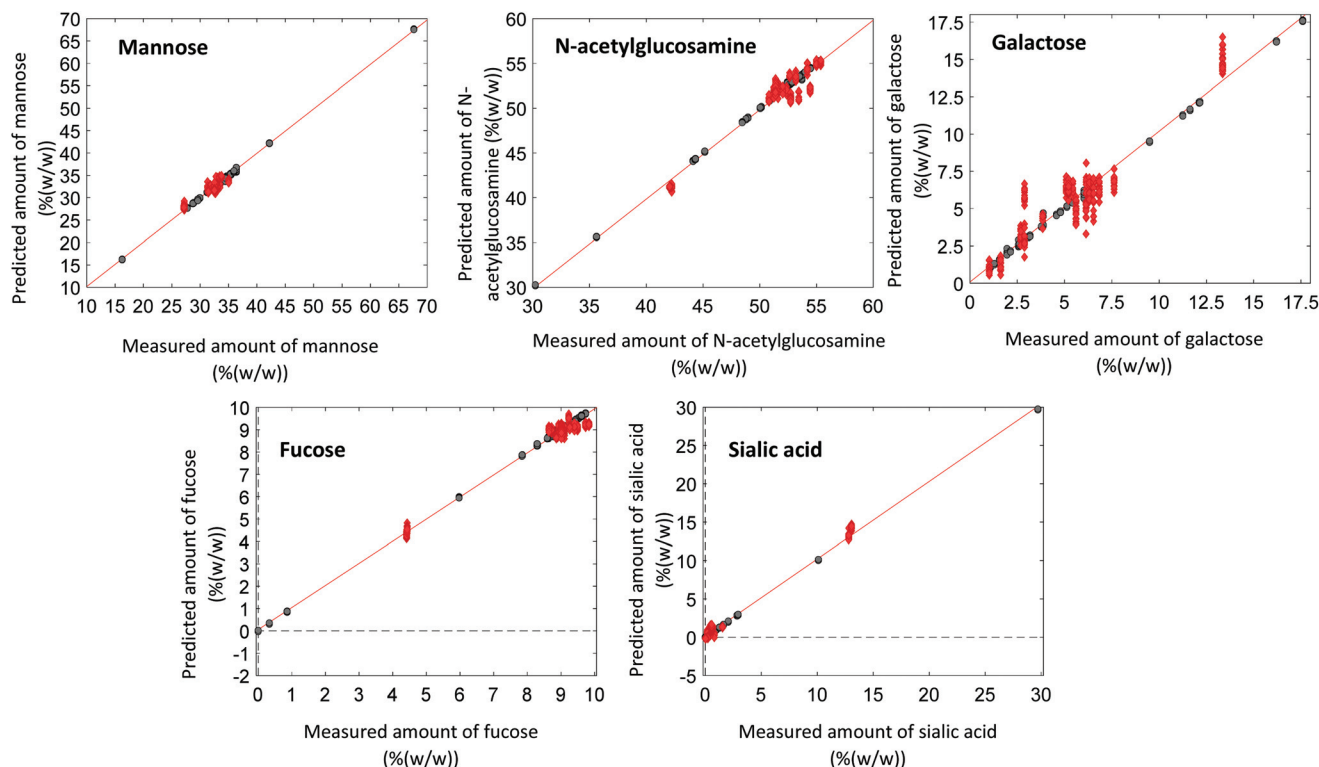 Mannose
Predicted amount of mannose
(%(w/w))
70
65
60
55
50
45
40
35
30
25
20
15
10
10 15 20 25 30 35 40 45 50 55 60 65 70
Measured amount of mannose
(%(w/w))
N-acetylglucosamine
Predicted amount of N-
acetylglucosamine (%(w/w))
60
55
50
45
40
35
30
30 35 40 45 50 55 60
Measured amount of N-acetylglucosamine
(%(w/w))
Galactose
Predicted amount of galactose
(%(w/w))
17.5
15
12.5
10
7.5
5
2.5
0
0 2.5 5 7.5 10 12.5 15 17.5
Measured amount of galactose
(%(w/w))
Fucose
Predicted amount of fucose
(%(w/w))
10
9
8
7
6
5
4
3
2
1
0
-1
-2
0 1 2 3 4 5 6 7 8 9 10
Measured amount of fucose
(%(w/w))
Sialic acid
Predicted amount of sialic acid
(%(w/w))
30
25
20
15
10
5
0
-5
0 5 10 15 20 25 30
Measured amount of sialic acid
(%(w/w))